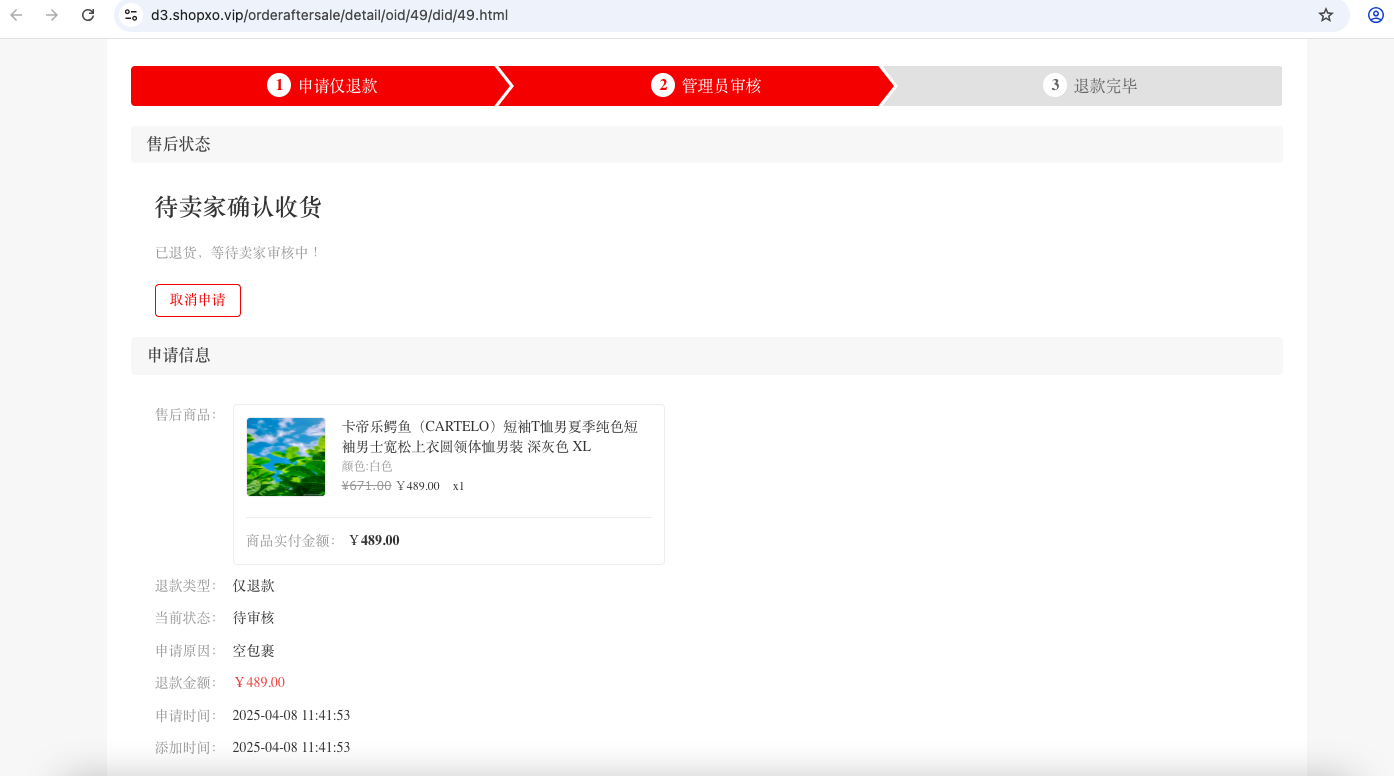 d3.shopxo.vip/orderaftersale/detail/oid/49/did/49.html
1 申请仅退款
2 管理员审核
3 退款完毕
售后状态
待卖家确认收货
已退货，等待卖家审核中！
取消申请
申请信息
售后商品：
卡帝乐鳄鱼（CARTELO）短袖T恤男夏季纯色短
袖男士宽松上衣圆领体恤男装 深灰色 XL
颜色:白色
¥671.00 ￥489.00 x1
商品实付金额： ￥489.00
退款类型： 仅退款
当前状态： 待审核
申请原因： 空包裹
退款金额： ￥489.00
申请时间： 2025-04-08 11:41:53
添加时间： 2025-04-08 11:41:53